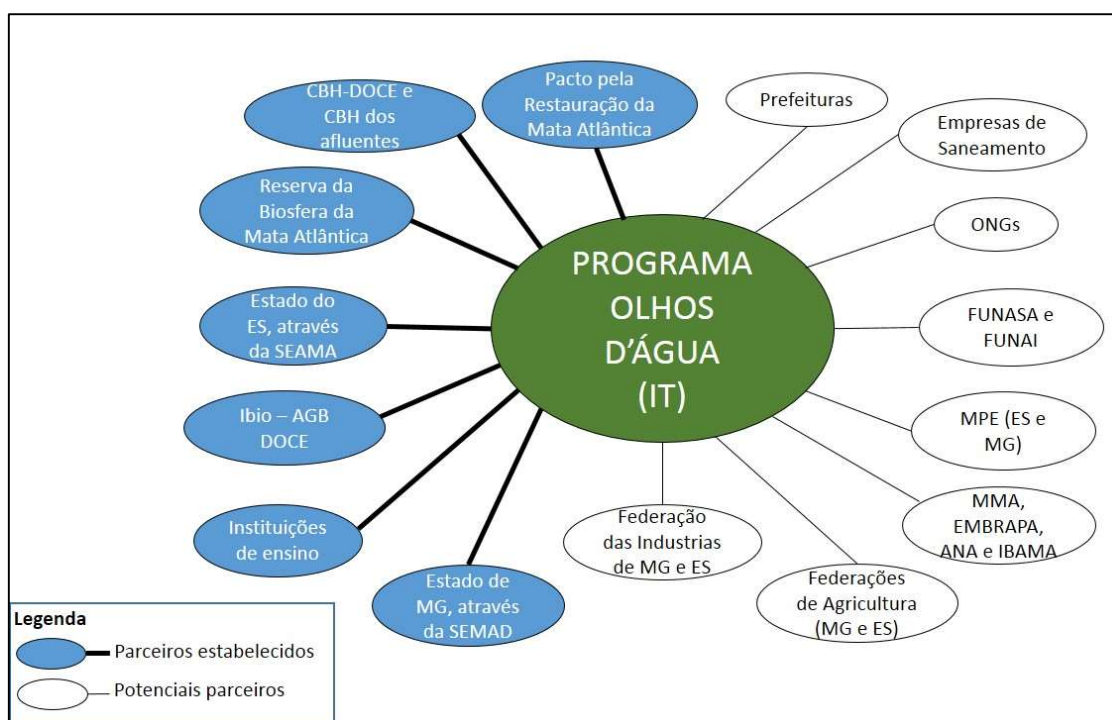 CBH-DOCE e
CBH dos
afluentes
Pacto pela
Restauração da
Mata Atlântica
Prefeituras
Empresas de
Saneamento
Reserva da
Biosfera da
Mata Atlântica
ONGs
PROGRAMA
OLHOS
D’ÁGUA
(IT)
Estado do
ES, através
da SEAMA
FUNASA e
FUNAI
Ibio – AGB
DOCE
MPE (ES e
MG)
Instituições
de ensino
Federação
das Industrias
de MG e ES
MMA,
EMBRAPA,
ANA e IBAMA
Estado de
MG, através
da SEMAD
Federações
de Agricultura
(MG e ES)
Legenda
Parceiros estabelecidos
Potenciais parceiros